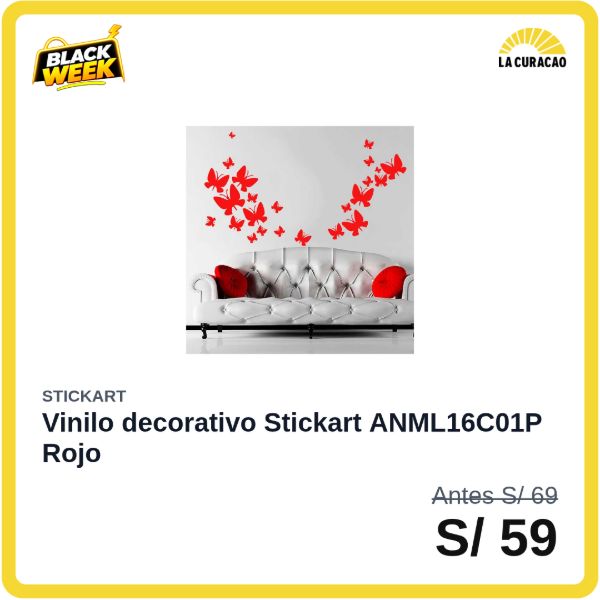 BLACK
WEEK
LA CURACAO
STICKART
Vinilo decorativo Stickart ANML16C01P
Rojo
Antes S/ 69
S/ 59